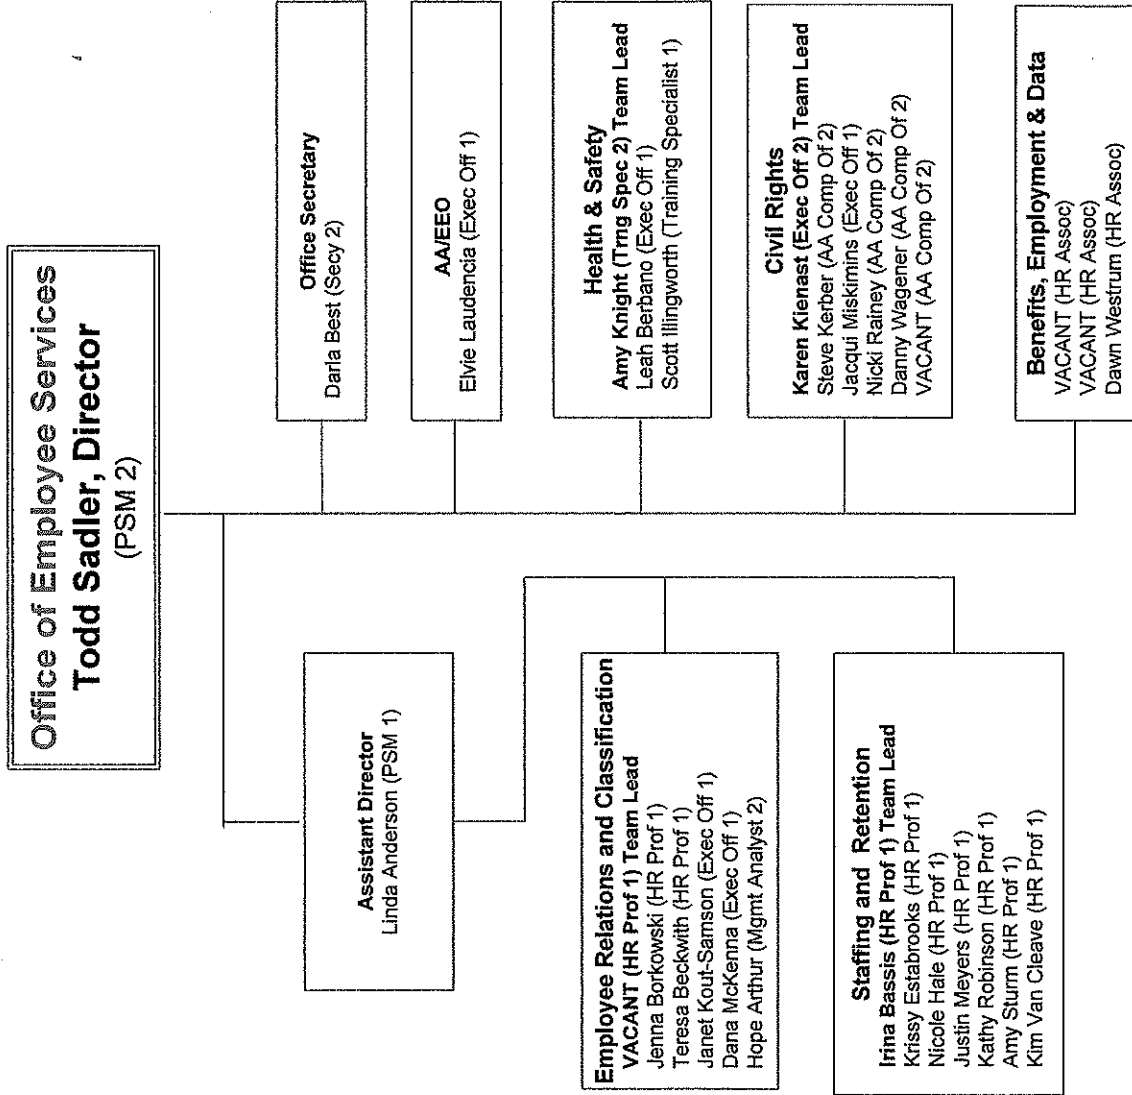 Office of Employee Services
Todd Sadler, Director
(PSM 2)
Assistant Director
Linda Anderson (PSM 1)
Employee Relations and Classification
VACANT (HR Prof 1) Team Lead
Jenna Borkowski (HR Prof 1)
Teresa Beckwith (HR Prof 1)
Janet Kout-Samson (Exec Off 1)
Dana McKenna (Exec Off 1)
Hope Arthur (Mgmt Analyst 2)
Staffing and Retention
Irina Bassis (HR Prof 1) Team Lead
Krissy Estabrooks (HR Prof 1)
Nicole Hale (HR Prof 1)
Justin Meyers (HR Prof 1)
Kathy Robinson (HR Prof 1)
Amy Sturm (HR Prof 1)
Kim Van Cleave (HR Prof 1)
Office Secretary
Darla Best (Secy 2)
AA/EEO
Elvie Laudencia (Exec Off 1)
Health & Safety
Amy Knight (Trng Spec 2) Team Lead
Leah Berbano (Exec Off 1)
Scott Illingworth (Training Specialist 1)
Civil Rights
Karen Kienast (Exec Off 2) Team Lead
Steve Kerber (AA Comp Of 2)
Jacqui Miskimins (Exec Off 1)
Nicki Rainey (AA Comp Of 2)
Danny Wagener (AA Comp Of 2)
VACANT (AA Comp Of 2)
Benefits, Employment & Data
VACANT (HR Assoc)
VACANT (HR Assoc)
Dawn Westrum (HR Assoc)